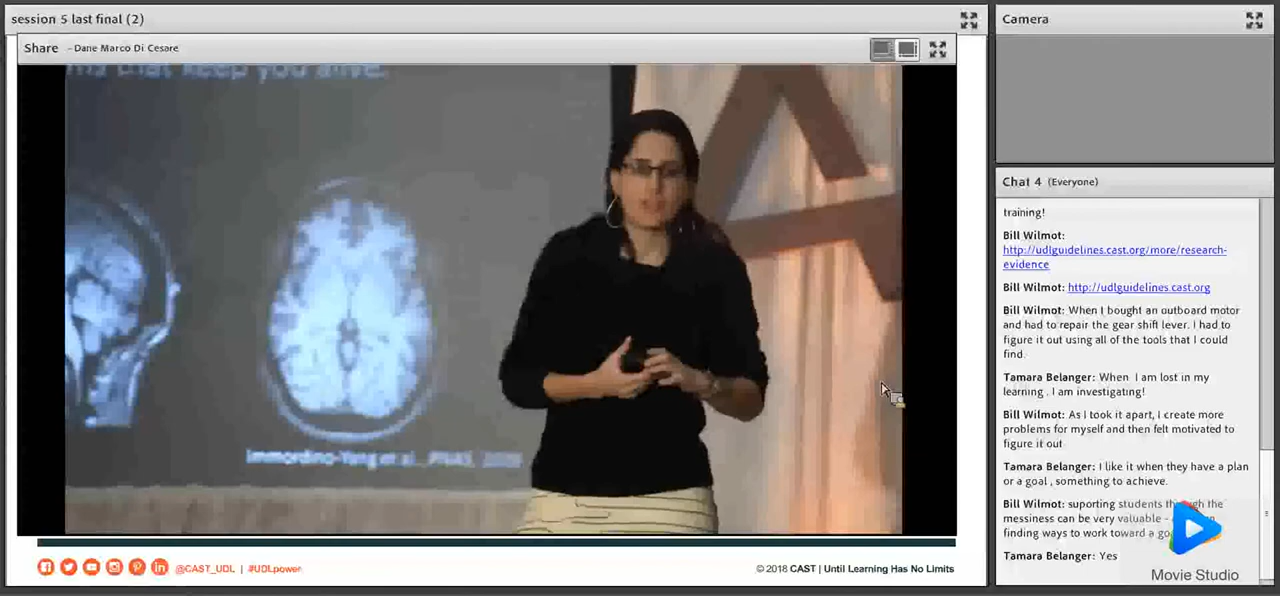 session 5 last final (2)
Share - Dane Marco Di Cesare
that keep you alive.
Immordino-Yang et al., PNAS, 2009
@CAST_UDL | #UDLpower
© 2018 CAST | Until Learning Has No Limits
Camera
Chat 4 (Everyone)
training!
Bill Wilmot:
http://udlguidelines.cast.org/more/research-
evidence
Bill Wilmot: http://udlguidelines.cast.org
Bill Wilmot: When I bought an outboard motor
and had to repair the gear shift lever. I had to
figure it out using all of the tools that I could
find.
Tamara Belanger: When I am lost in my
learning . I am investigating!
Bill Wilmot: As I took it apart, I create more
problems for myself and then felt motivated to
figure it out
Tamara Belanger: I like it when they have a plan
or a goal , something to achieve.
Bill Wilmot: suporting students through the
messiness can be very valuable -
finding ways to work toward a
Tamara Belanger: Yes
Movie Studio